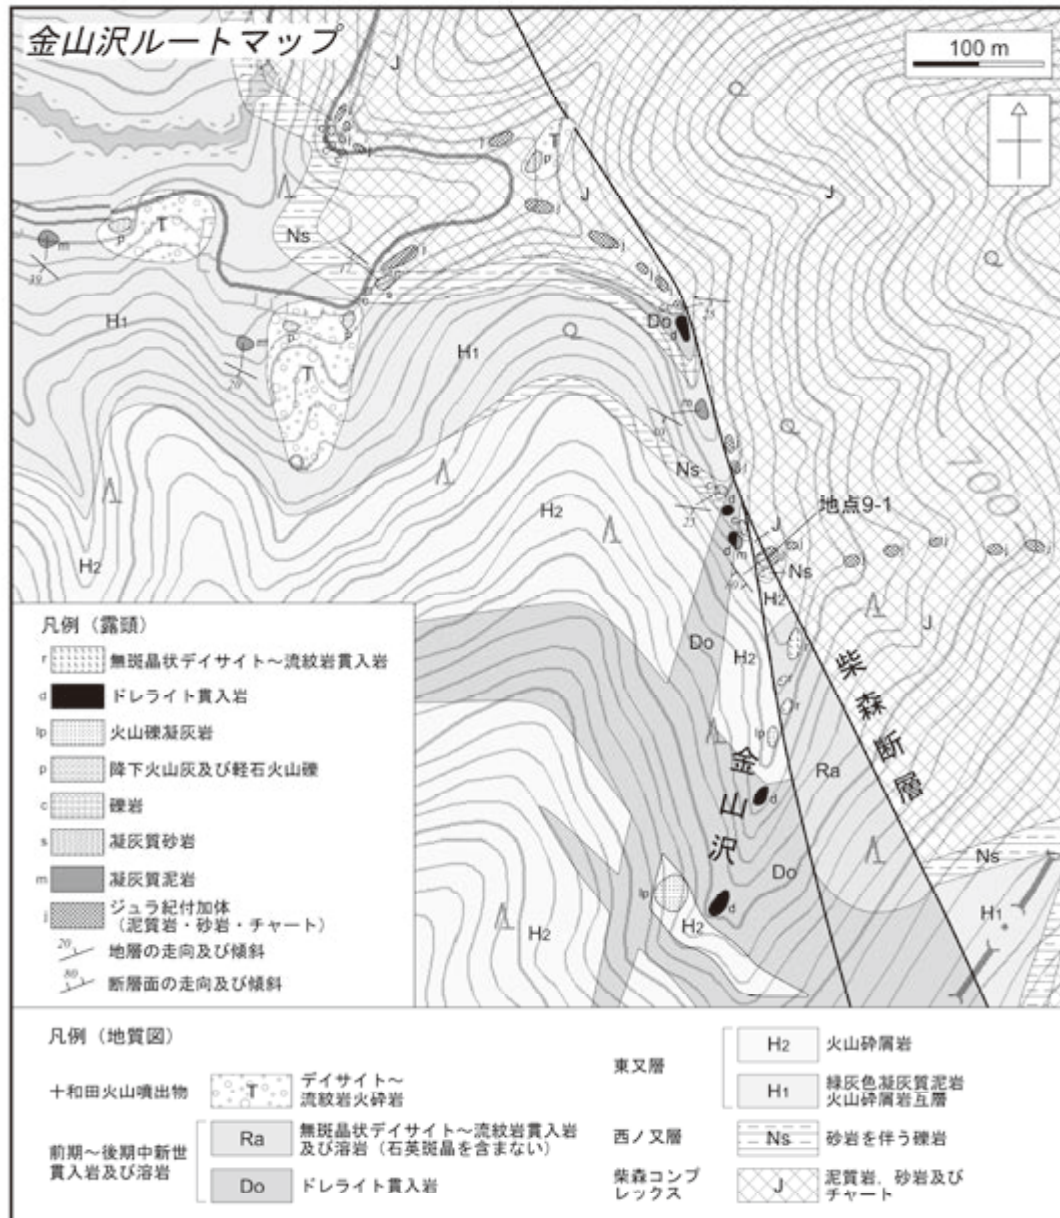 金山沢ルートマップ
100 m
J
T
p
j
J
J
Ns
T
p
m
H1
T
H1
Do
d
m
Ns
H2
H2
地点9-1
J
Ns
H2
J
Do
H2
lp
Ra
柴森断層
金山沢
d
Do
Ns
H1
lp
H2
d
H2
100
凡例（露頭）
r 無斑晶状デイサイト～流紋岩貫入岩
d ドレライト貫入岩
lp 火山礫凝灰岩
p 降下火山灰及び軽石火山礫
c 礫岩
s 凝灰質砂岩
m 凝灰質泥岩
j ジュラ紀付加体
（泥質岩・砂岩・チャート）
20 地層の走向及び傾斜
80 断層面の走向及び傾斜
凡例（地質図）
十和田火山噴出物
T デイサイト～
流紋岩火砕岩
前期～後期中新世
貫入岩及び溶岩
Ra 無斑晶状デイサイト～流紋岩貫入岩
及び溶岩（石英斑晶を含まない）
Do ドレライト貫入岩
東又層
H2 火山砕屑岩
H1 緑灰色凝灰質泥岩
火山砕屑岩互層
西ノ又層
Ns 砂岩を伴う礫岩
柴森コンプ
レックス
J 泥質岩，砂岩及び
チャート